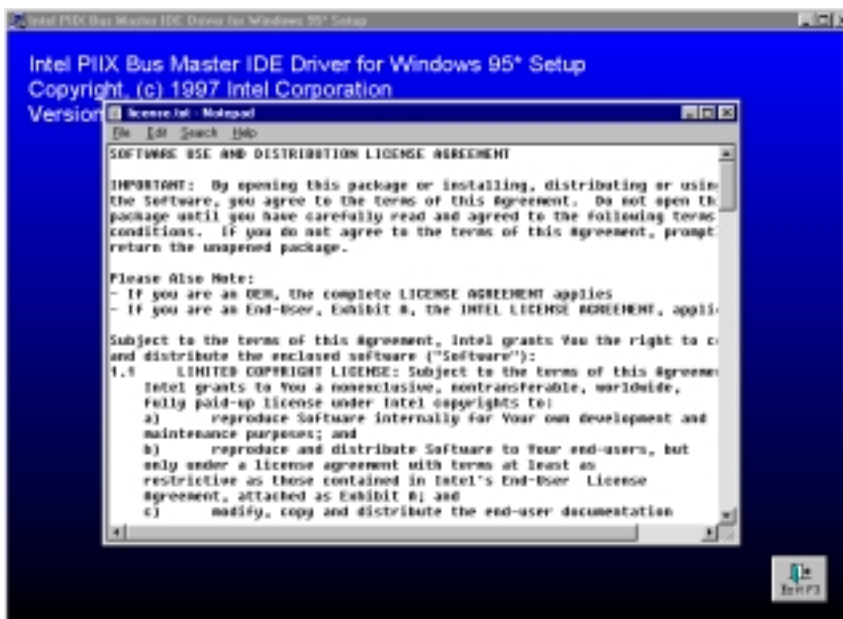 Intel PIIX Bus Master IDE Driver for Windows 95* Setup
Intel PIIX Bus Master IDE Driver for Windows 95* Setup
Copyright, (c) 1997 Intel Corporation
Version
license.txt - Notepad
File Edit Search Help
SOFTWARE USE AND DISTRIBUTION LICENSE AGREEMENT
IMPORTANT: By opening this package or installing, distributing or usin
the Software, you agree to the terms of this Agreement. Do not open th
package until you have carefully read and agreed to the following terms
conditions. If you do not agree to the terms of this Agreement, prompt
return the unopened package.
Please Also Note:
- If you are an OEM, the complete LICENSE AGREEMENT applies
- If you are an End-User, Exhibit A, the INTEL LICENSE AGREEMENT, appli
Subject to the terms of this Agreement, Intel grants You the right to c
and distribute the enclosed software ("Software"):
1.1 LIMITED COPYRIGHT LICENSE: Subject to the terms of this Agreeme
Intel grants to You a nonexclusive, nontransferable, worldwide,
fully paid-up license under Intel copyrights to:
a) reproduce Software internally for Your own development and
maintenance purposes; and
b) reproduce and distribute Software to Your end-users, but
only under a license agreement with terms at least as
restrictive as those contained in Intel's End-User License
Agreement, attached as Exhibit A; and
c) modify, copy and distribute the end-user documentation
Exit F3